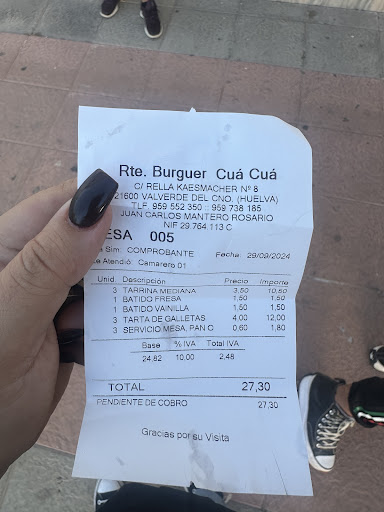 Rte. Burguer Cuá Cuá
C/ RELLA KAESMACHER Nº 8
21600 VALVERDE DEL CNO. (HUELVA)
TLF. 959 552 350 :: 959 738 185
JUAN CARLOS MANTERO ROSARIO
NIF 29.764.113 C
ESA 005
Sim: COMPROBANTE Fecha: 29/09/2024
Atendió: Camarero 01
Unid Descripción Precio Importe
3 TARRINA MEDIANA 3,50 10,50
1 BATIDO FRESA 1,50 1,50
1 BATIDO VAINILLA 1,50 1,50
3 TARTA DE GALLETAS 4,00 12,00
3 SERVICIO MESA, PAN C 0,60 1,80
Base % IVA Total IVA
24,82 10,00 2,48
TOTAL 27,30
PENDIENTE DE COBRO 27,30
Gracias por su Visita